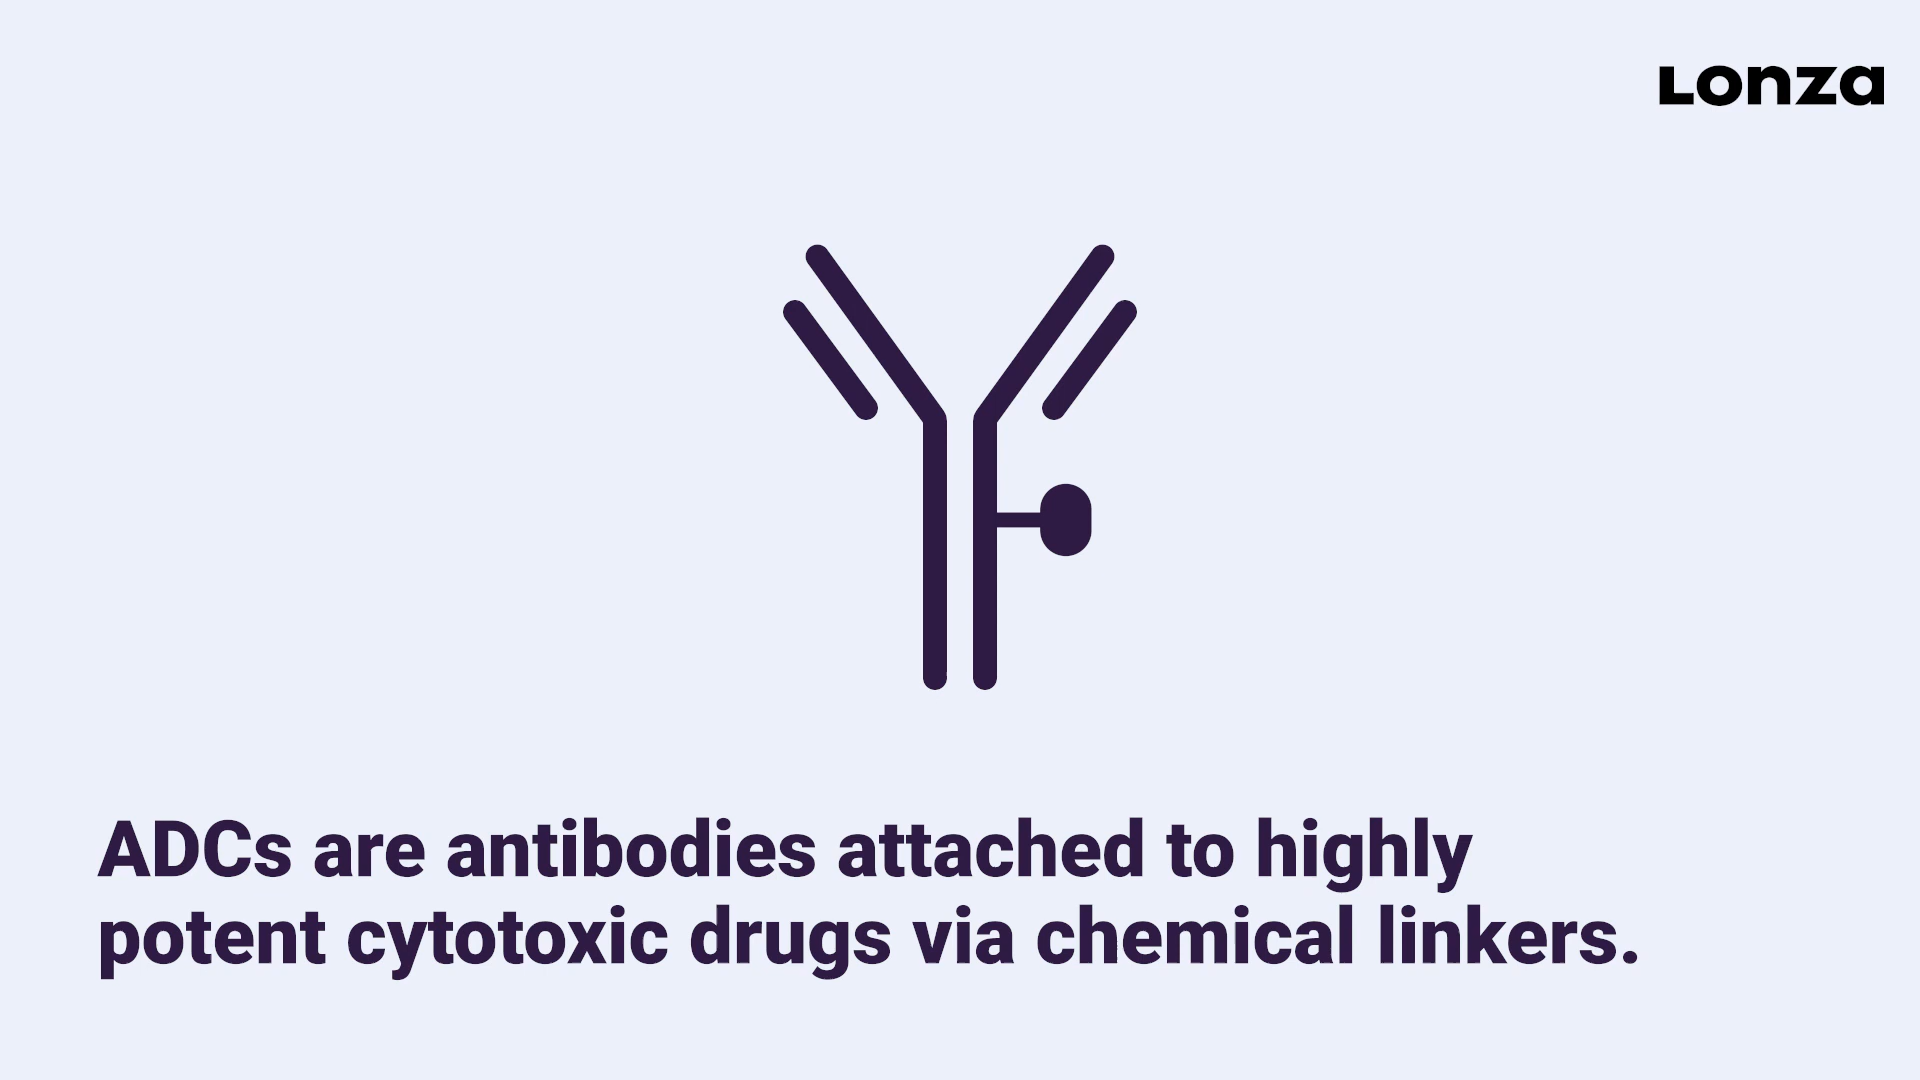 Lonza
ADCs are antibodies attached to highly
potent cytotoxic drugs via chemical linkers.